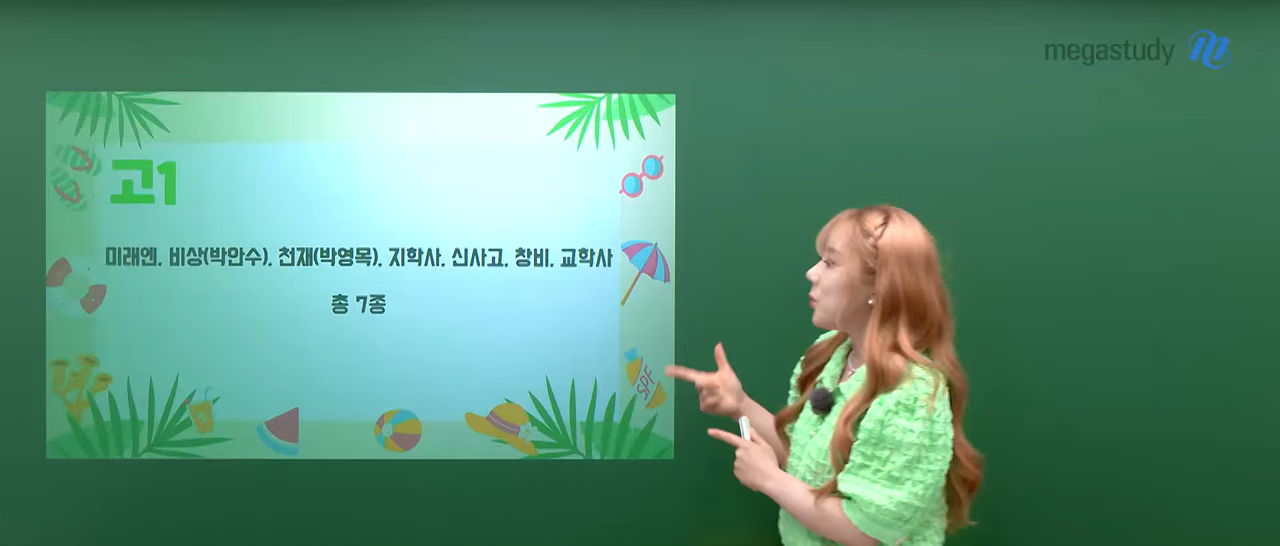 megastudy
고1
미래엔, 비상(박안수), 천재(박영목), 지학사, 신사고, 창비, 교학사
총 7종
SPF